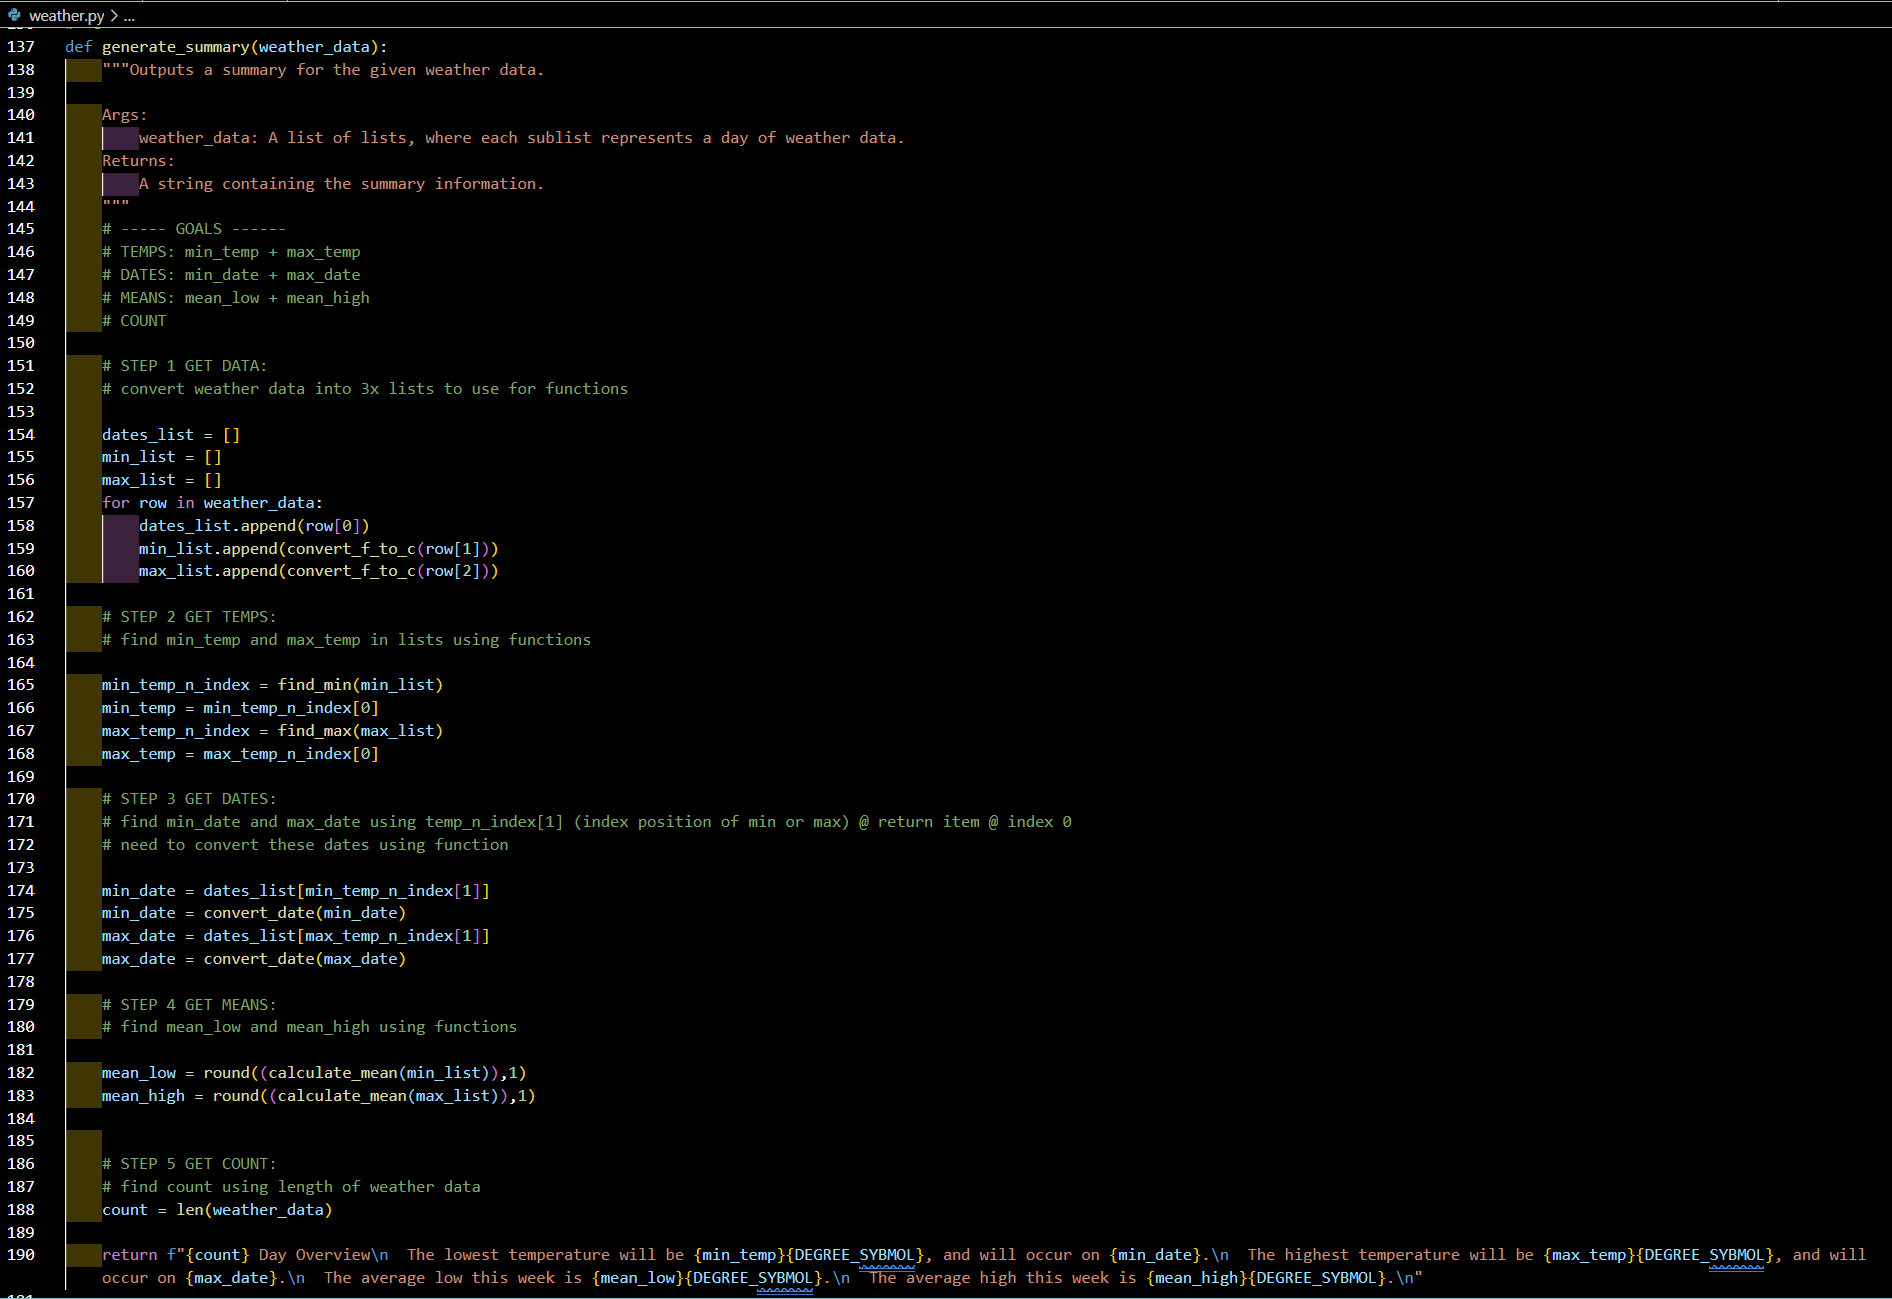 weather.py > ...
137 def generate_summary(weather_data):
138     """Outputs a summary for the given weather data.
139
140     Args:
141         weather_data: A list of lists, where each sublist represents a day of weather data.
142     Returns:
143         A string containing the summary information.
144     """
145     # ----- GOALS ------
146     # TEMPS: min_temp + max_temp
147     # DATES: min_date + max_date
148     # MEANS: mean_low + mean_high
149     # COUNT
150
151     # STEP 1 GET DATA:
152     # convert weather data into 3x lists to use for functions
153
154     dates_list = []
155     min_list = []
156     max_list = []
157     for row in weather_data:
158         dates_list.append(row[0])
159         min_list.append(convert_f_to_c(row[1]))
160         max_list.append(convert_f_to_c(row[2]))
161
162     # STEP 2 GET TEMPS:
163     # find min_temp and max_temp in lists using functions
164
165     min_temp_n_index = find_min(min_list)
166     min_temp = min_temp_n_index[0]
167     max_temp_n_index = find_max(max_list)
168     max_temp = max_temp_n_index[0]
169
170     # STEP 3 GET DATES:
171     # find min_date and max_date using temp_n_index[1] (index position of min or max) @ return item @ index 0
172     # need to convert these dates using function
173
174     min_date = dates_list[min_temp_n_index[1]]
175     min_date = convert_date(min_date)
176     max_date = dates_list[max_temp_n_index[1]]
177     max_date = convert_date(max_date)
178
179     # STEP 4 GET MEANS:
180     # find mean_low and mean_high using functions
181
182     mean_low = round((calculate_mean(min_list)),1)
183     mean_high = round((calculate_mean(max_list)),1)
184
185
186     # STEP 5 GET COUNT:
187     # find count using length of weather data
188     count = len(weather_data)
189
190     return f"{count} Day Overview\n  The lowest temperature will be {min_temp}{DEGREE_SYBMOL}, and will occur on {min_date}.\n  The highest temperature will be {max_temp}{DEGREE_SYBMOL}, and will
occur on {max_date}.\n  The average low this week is {mean_low}{DEGREE_SYBMOL}.\n  The average high this week is {mean_high}{DEGREE_SYBMOL}.\n"